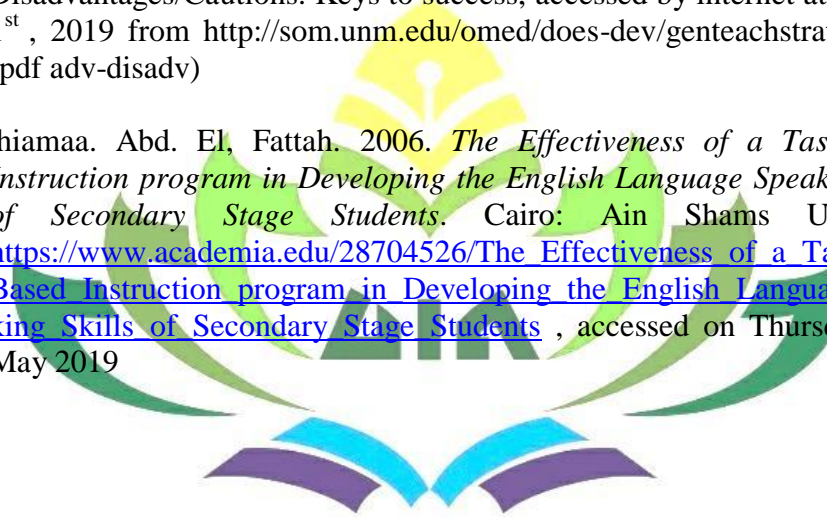 Disadvantages/Cautions. Keys to success, accessed by internet at
st , 2019 from http://som.unm.edu/omed/does-dev/genteachstra
pdf adv-disadv)
hiamaa. Abd. El, Fattah. 2006. The Effectiveness of a Tas
Instruction program in Developing the English Language Speak
of Secondary Stage Students. Cairo: Ain Shams U
https://www.academia.edu/28704526/The_Effectiveness_of_a_Ta
Based_Instruction_program_in_Developing_the_English_Langua
king_Skills_of_Secondary_Stage_Students , accessed on Thurs
May 2019